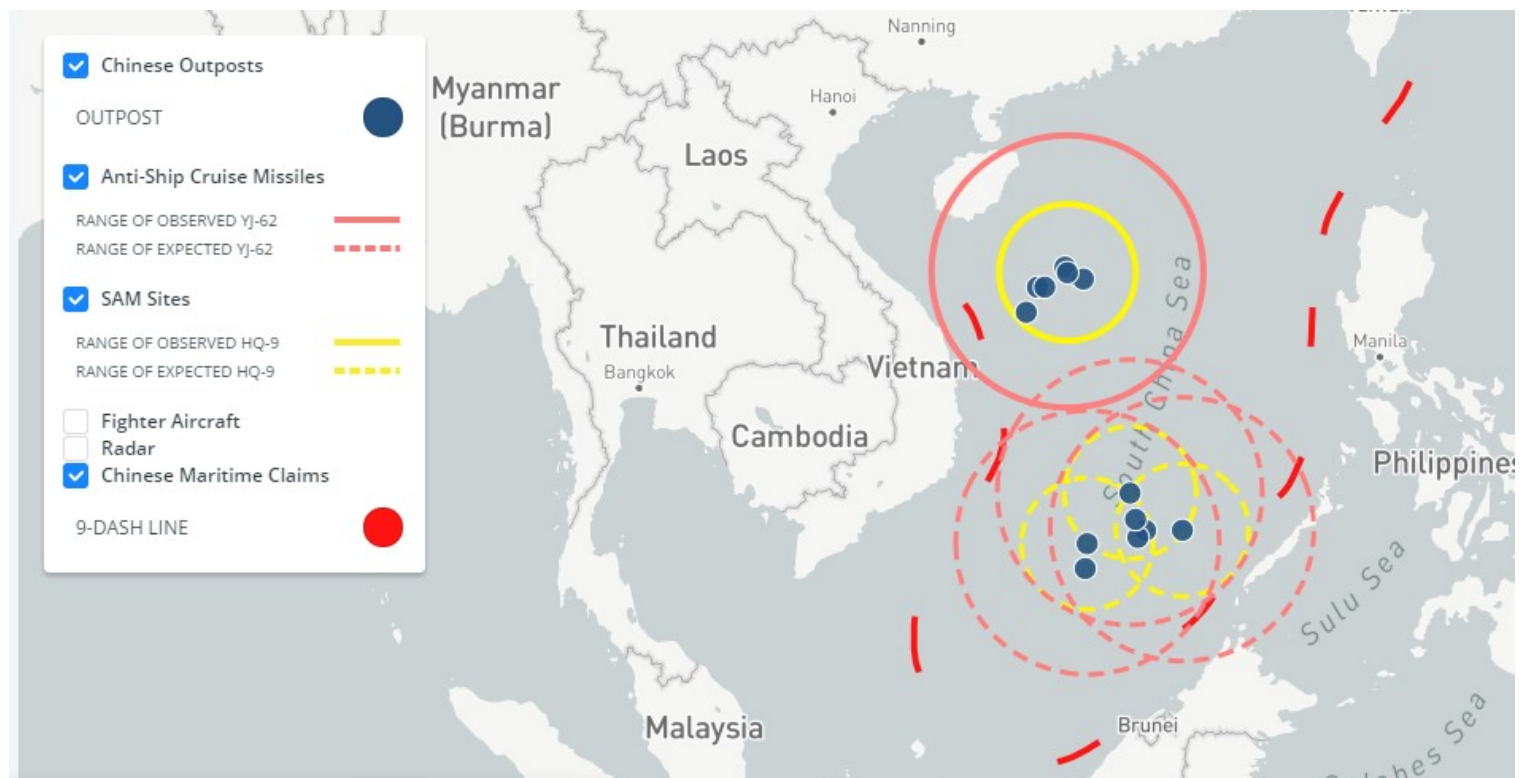 Chinese Outposts
OUTPOST
Anti-Ship Cruise Missiles
RANGE OF OBSERVED YJ-62
RANGE OF EXPECTED YJ-62
SAM Sites
RANGE OF OBSERVED HQ-9
RANGE OF EXPECTED HQ-9
Fighter Aircraft
Radar
Chinese Maritime Claims
9-DASH LINE
Nanning
Myanmar
(Burma)
Hanoi
Laos
Thailand
Bangkok
Vietnam
Cambodia
South China Sea
Manila
Philippines
Sulu Sea
Malaysia
Brunei
Sea